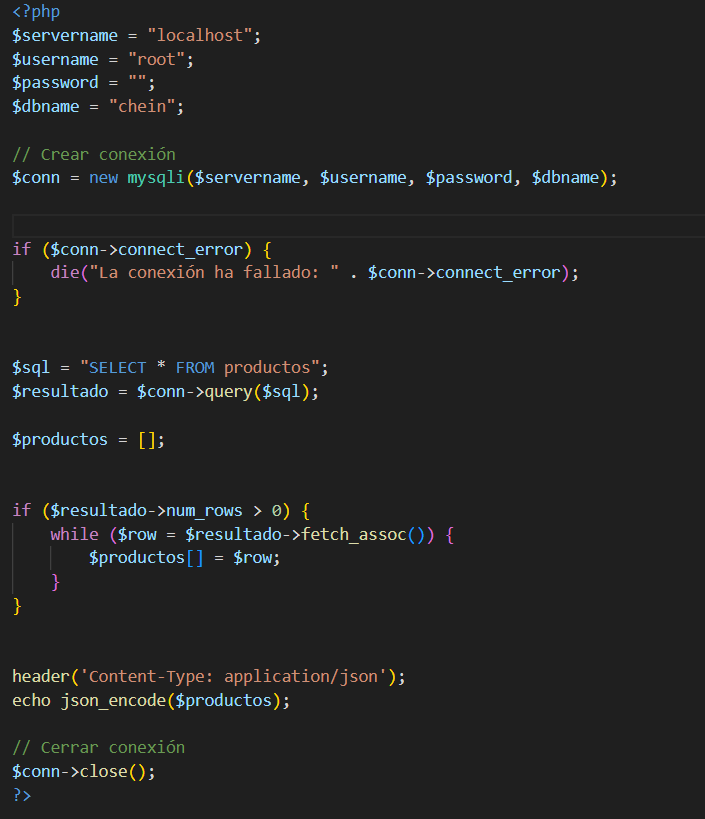 <?php
$servername = "localhost";
$username = "root";
$password = "";
$dbname = "chein";
// Crear conexión
$conn = new mysqli($servername, $username, $password, $dbname);
if ($conn->connect_error) {
die("La conexión ha fallado: " . $conn->connect_error);
}
$sql = "SELECT * FROM productos";
$resultado = $conn->query($sql);
$productos = [];
if ($resultado->num_rows > 0) {
while ($row = $resultado->fetch_assoc()) {
$productos[] = $row;
}
}
header('Content-Type: application/json');
echo json_encode($productos);
// Cerrar conexión
$conn->close();
?>